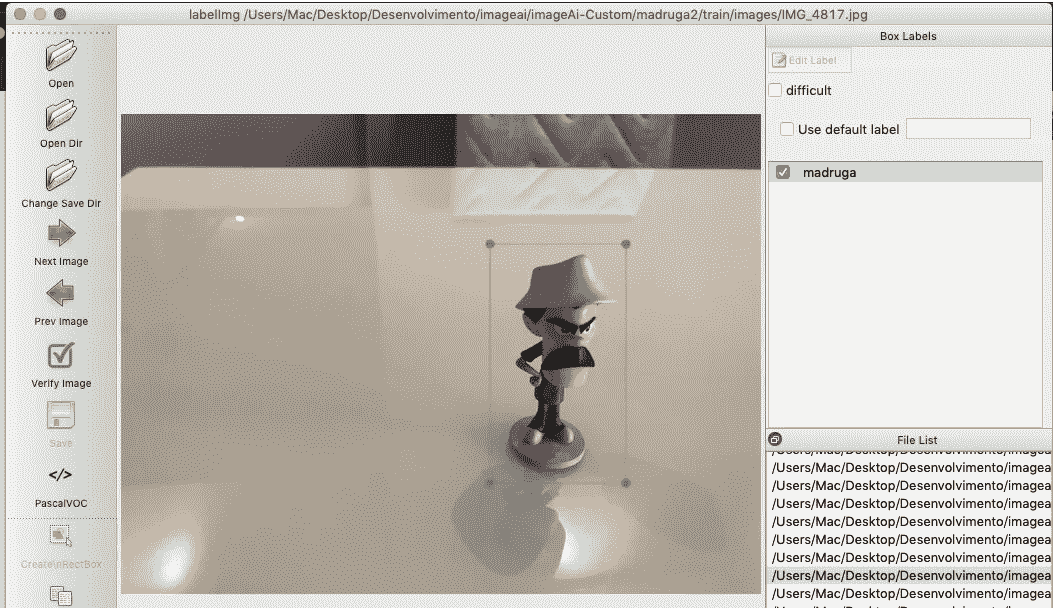 labelImg /Users/Mac/Desktop/Desenvolvimento/imageai/imageAi-Custom/madruga2/train/images/IMG_4817.jpg
Open
Open Dir
Change Save Dir
Next Image
Prev Image
Verify Image
Save
</>
PascalVOC
Create\nRectBox
Box Labels
Edit Label
difficult
Use default label
madruga
File List
/Users/Mac/Desktop/Desenvolvimento/imagea
/Users/Mac/Desktop/Desenvolvimento/imagea
/Users/Mac/Desktop/Desenvolvimento/imagea
/Users/Mac/Desktop/Desenvolvimento/imagea
/Users/Mac/Desktop/Desenvolvimento/imagea
/Users/Mac/Desktop/Desenvolvimento/imagea
/Users/Mac/Desktop/Desenvolvimento/imagea
/Users/Mac/Desktop/Desenvolvimento/imagea
/Users/Mac/Desktop/Desenvolvimento/imagea